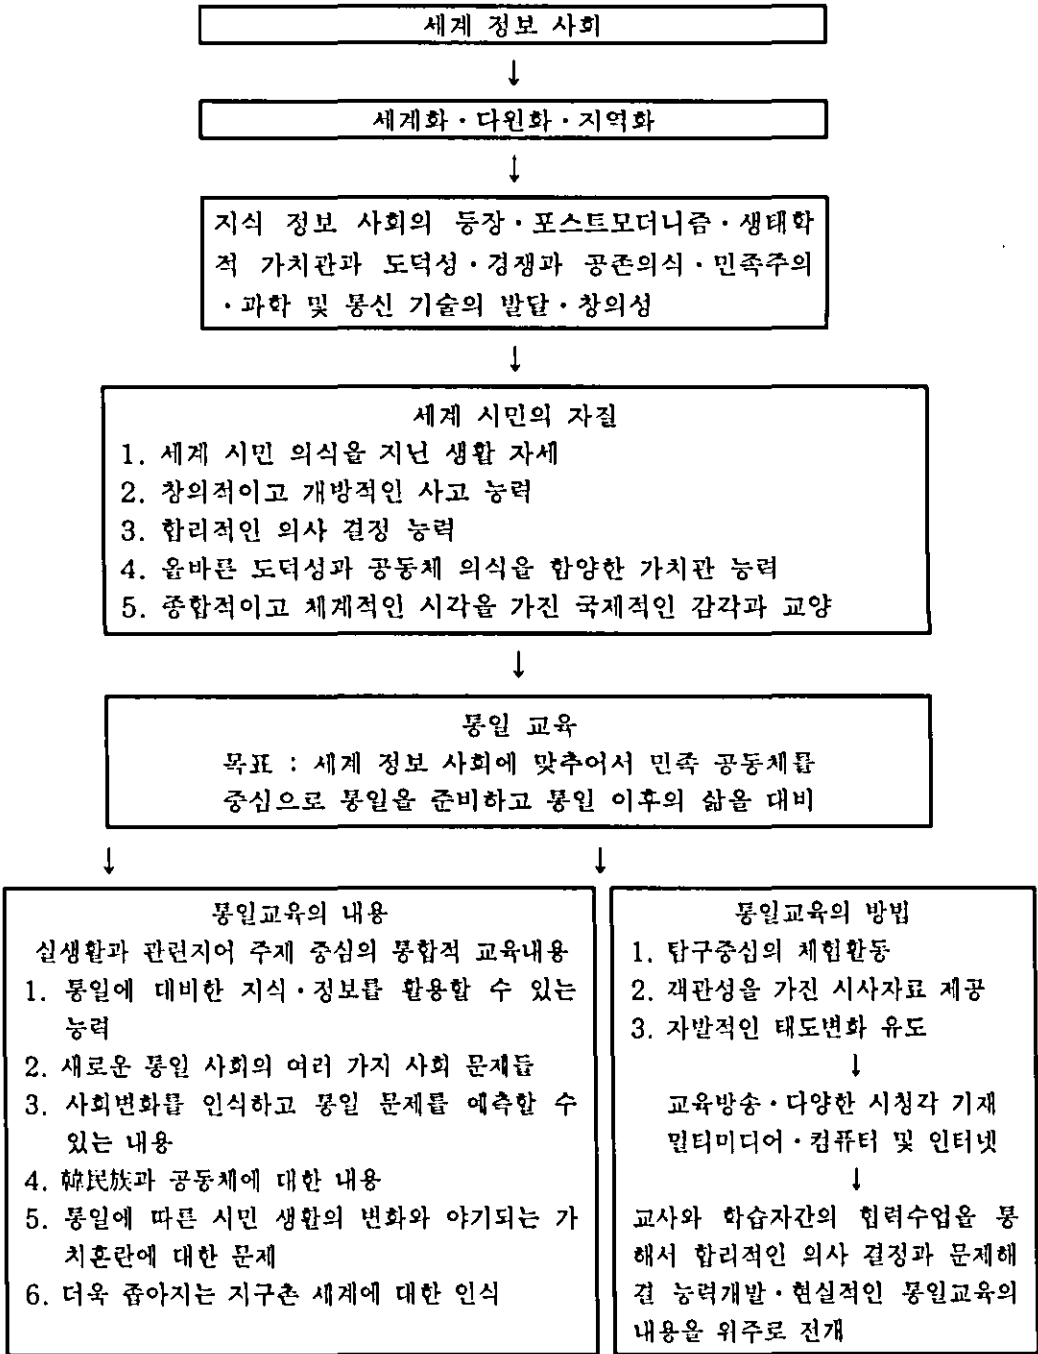 세계 정보 사회
↓
세계화・다원화・지역화
↓
지식 정보 사회의 등장・포스트모더니즘・생태학
적 가치관과 도덕성・경쟁과 공존의식・민족주의
・과학 및 통신 기술의 발달・창의성
↓
세계 시민의 자질
1. 세계 시민 의식을 지닌 생활 자세
2. 창의적이고 개방적인 사고 능력
3. 합리적인 의사 결정 능력
4. 올바른 도덕성과 공동체 의식을 함양한 가치관 능력
5. 종합적이고 체계적인 시각을 가진 국제적인 감각과 교양
↓
통일 교육
목표 : 세계 정보 사회에 맞추어서 민족 공동체를
중심으로 통일을 준비하고 통일 이후의 삶을 대비
↓
통일교육의 내용
실생활과 관련지어 주제 중심의 통합적 교육내용
1. 통일에 대비한 지식・정보를 활용할 수 있는
능력
2. 새로운 통일 사회의 여러 가지 사회 문제들
3. 사회변화를 인식하고 통일 문제를 예측할 수
있는 내용
4. 韓民族과 공동체에 대한 내용
5. 통일에 따른 시민 생활의 변화와 야기되는 가
치혼란에 대한 문제
6. 더욱 좁아지는 지구촌 세계에 대한 인식
↓
통일교육의 방법
1. 탐구중심의 체험활동
2. 객관성을 가진 시사자료 제공
3. 자발적인 태도변화 유도
↓
교육방송・다양한 시청각 기재
멀티미디어・컴퓨터 및 인터넷
↓
교사와 학습자간의 협력수업을 통
해서 합리적인 의사 결정과 문제해
결 능력개발・현실적인 통일교육의
내용을 위주로 전개